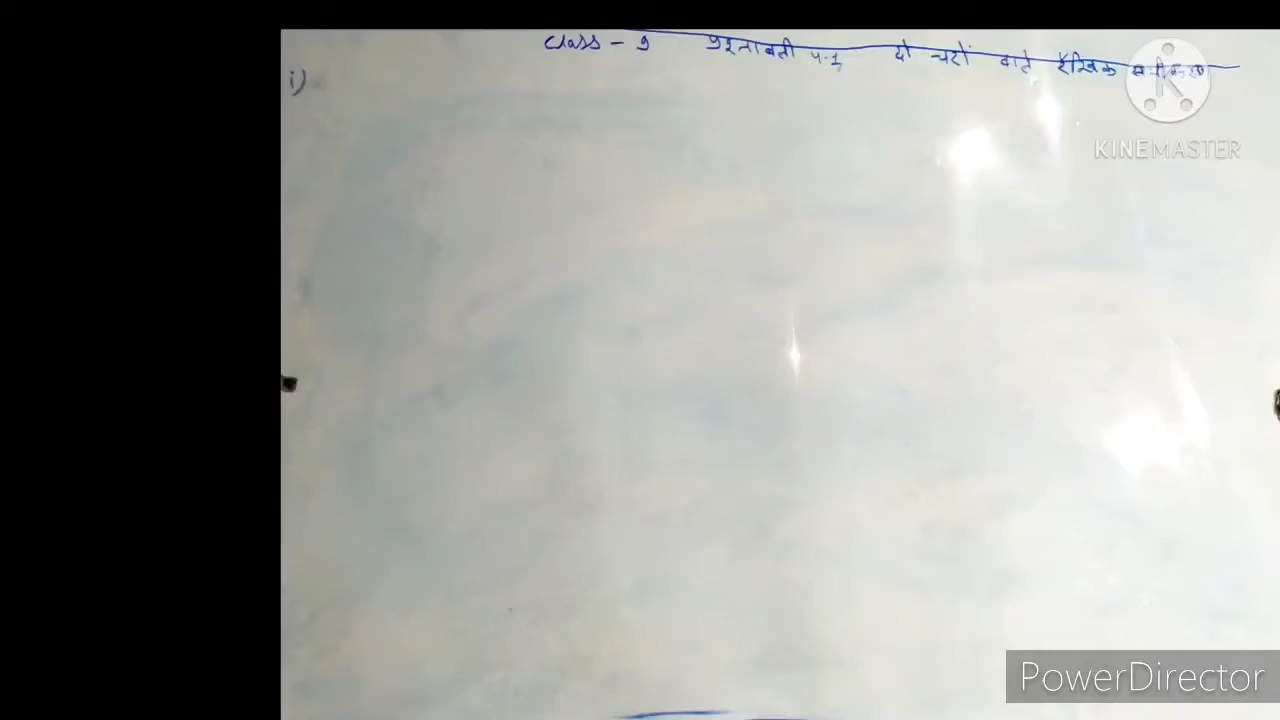 Class - 9 प्रश्नावली 4.1 दो चरों वाले रैखिक समीकरण
i)
KINEMASTER
PowerDirector